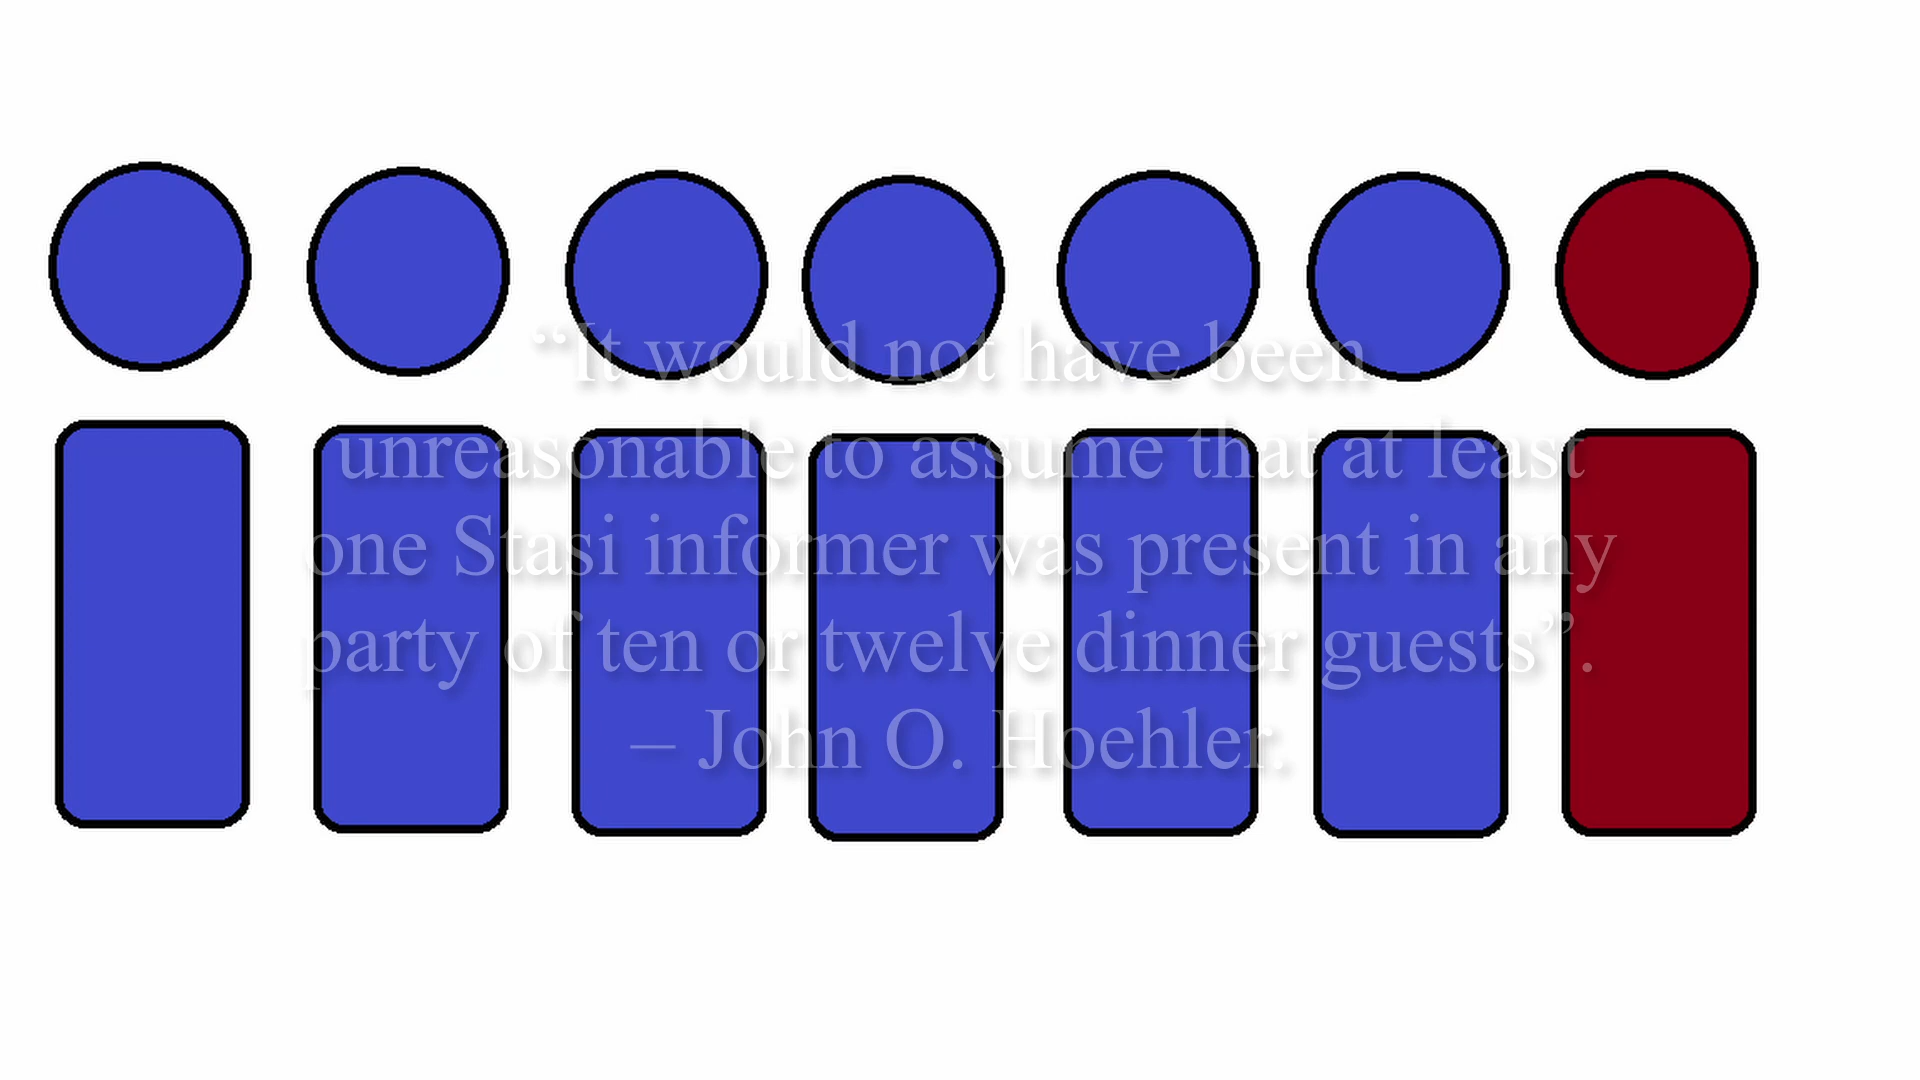 “It would not have been
unreasonable to assume that at least
one Stasi informer was present in any
party of ten or twelve dinner guests”.
– John O. Hoehler.